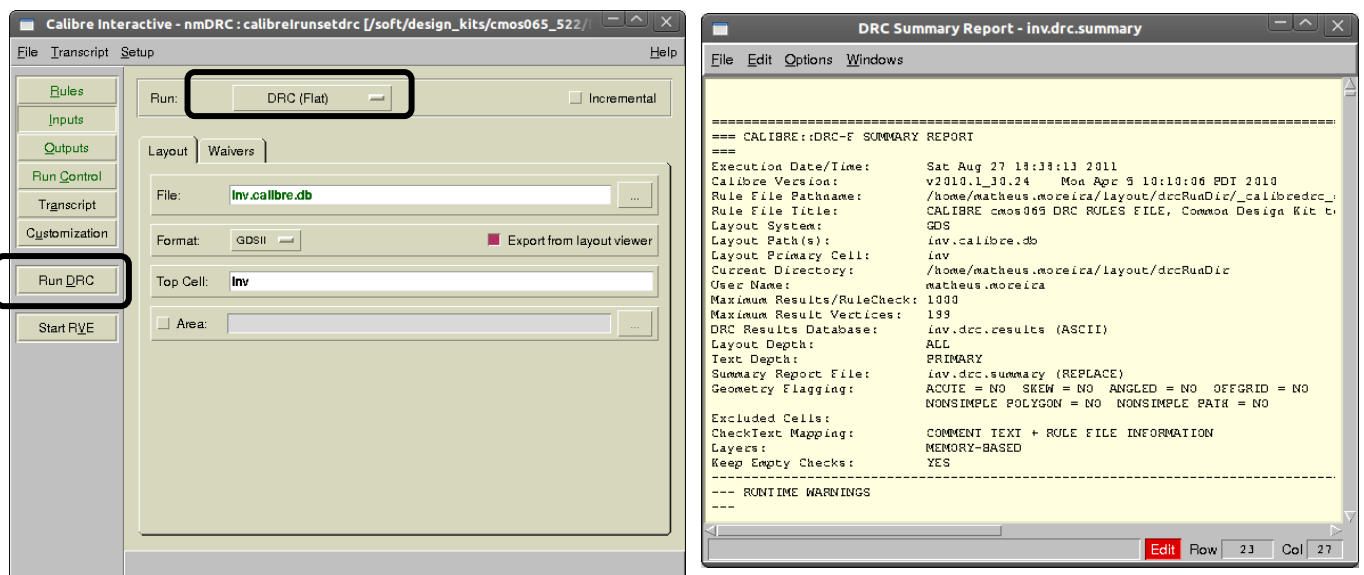 Calibre Interactive - nmDRC : calibreIrunsetdrc [/soft/design_kits/cmos065_522/
File Transcript Setup Help
Rules
Inputs
Outputs
Run Control
Transcript
Customization
Run DRC
Start RVE
Run: DRC (Flat) Incremental
Layout Waivers
File: inv.calibre.db ...
Format: GDSII Export from layout viewer
Top Cell: inv
Area: ...
DRC Summary Report - inv.drc.summary
File Edit Options Windows
==================================================================================
=== CALIBRE::DRC-F SUMMARY REPORT
===
Execution Date/Time: Sat Aug 27 18:38:13 2011
Calibre Version: v2010.1_30.24 Mon Apr 5 10:10:06 PDT 2010
Rule File Pathname: /home/matheus.moreira/layout/drcRunDir/_calibredrc_
Rule File Title: CALIBRE cmos065 DRC RULES FILE, Common Design Kit t
Layout System: GDS
Layout Path(s): inv.calibre.db
Layout Primary Cell: inv
Current Directory: /home/matheus.moreira/layout/drcRunDir
User Name: matheus.moreira
Maximum Results/RuleCheck: 1000
Maximum Result Vertices: 199
DRC Results Database: inv.drc.results (ASCII)
Layout Depth: ALL
Text Depth: PRIMARY
Summary Report File: inv.drc.summary (REPLACE)
Geometry Flagging: ACUTE = NO SKEW = NO ANGLED = NO OFFGRID = NO
NONSIMPLE POLYGON = NO NONSIMPLE PATH = NO
Excluded Cells:
CheckText Mapping: COMMENT TEXT + RULE FILE INFORMATION
Layers: MEMORY-BASED
Keep Empty Checks: YES
----------------------------------------------------------------------------------
--- RUNTIME WARNINGS
---
Edit Row 23 Col 27